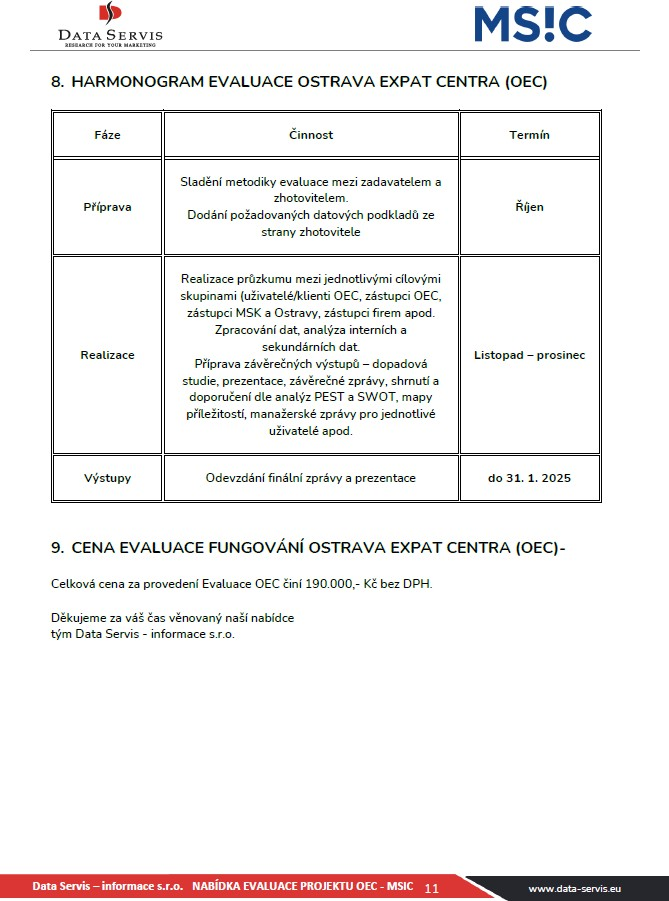 DATA SERVIS
RESEARCH FOR YOUR MARKETING
MS!C
8. HARMONOGRAM EVALUACE OSTRAVA EXPAT CENTRA (OEC)
Fáze
Činnost
Termín
Příprava
Sladění metodiky evaluace mezi zadavatelem a
zhotovitelem.
Dodání požadovaných datových podkladů ze
strany zhotovitele
Říjen
Realizace
Realizace průzkumu mezi jednotlivými cílovými
skupinami (uživatelé/klienti OEC, zástupci OEC,
zástupci MSK a Ostravy, zástupci firem apod.
Zpracování dat, analýza interních a
sekundárních dat.
Příprava závěrečných výstupů – dopadová
studie, prezentace, závěrečné zprávy, shrnutí a
doporučení dle analýz PEST a SWOT, mapy
příležitostí, manažerské zprávy pro jednotlivé
uživatelé apod.
Listopad – prosinec
Výstupy
Odevzdání finální zprávy a prezentace
do 31. 1. 2025
9. CENA EVALUACE FUNGOVÁNÍ OSTRAVA EXPAT CENTRA (OEC)-
Celková cena za provedení Evaluace OEC činí 190.000,- Kč bez DPH.
Děkujeme za váš čas věnovaný naší nabídce
tým Data Servis - informace s.r.o.
Data Servis – informace s.r.o. NABÍDKA EVALUACE PROJEKTU OEC - MSIC 11
www.data-servis.eu